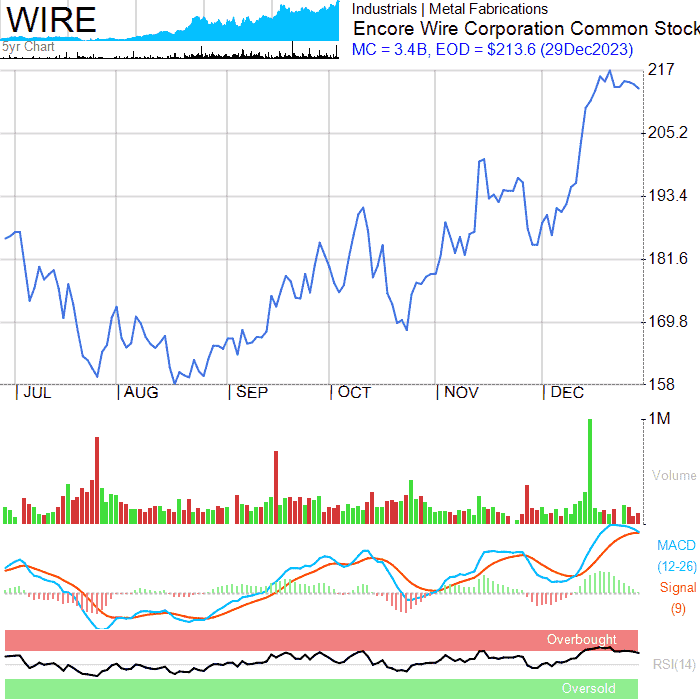 WIRE
5yr Chart
Industrials | Metal Fabrications
Encore Wire Corporation Common Stock
MC = 3.4B, EOD = $213.6 (29Dec2023)
217
205.2
193.4
181.6
169.8
158
JUL
AUG
SEP
OCT
NOV
DEC
1M
Volume
MACD
(12-26)
Signal
(9)
Overbought
RSI(14)
Oversold